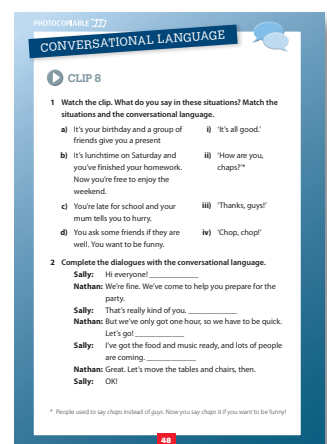 PHOTOCOPIABLE
CONVERSATIONAL LANGUAGE
CLIP 8
1 Watch the clip. What do you say in these situations? Match the
situations and the conversational language.
a) It's your birthday and a group of
friends give you a present
i) 'It's all good.'
b) It's lunchtime on Saturday and
you've finished your homework.
Now you're free to enjoy the
weekend.
ii) 'How are you,
chaps?'*
c) You're late for school and your
mum tells you to hurry.
iii) 'Thanks, guys!'
d) You ask some friends if they are
well. You want to be funny.
iv) 'Chop, chop!'
2 Complete the dialogues with the conversational language.
Sally: Hi everyone! ____________
Nathan: We're fine. We've come to help you prepare for the
party.
Sally: That's really kind of you. ____________
Nathan: But we've only got one hour, so we have to be quick.
Let's go! ____________
Sally: I've got the food and music ready, and lots of people
are coming. ____________
Nathan: Great. Let's move the tables and chairs, then.
Sally: OK!
* People used to say chaps instead of guys. Now you say chaps it if you want to be funny!
48